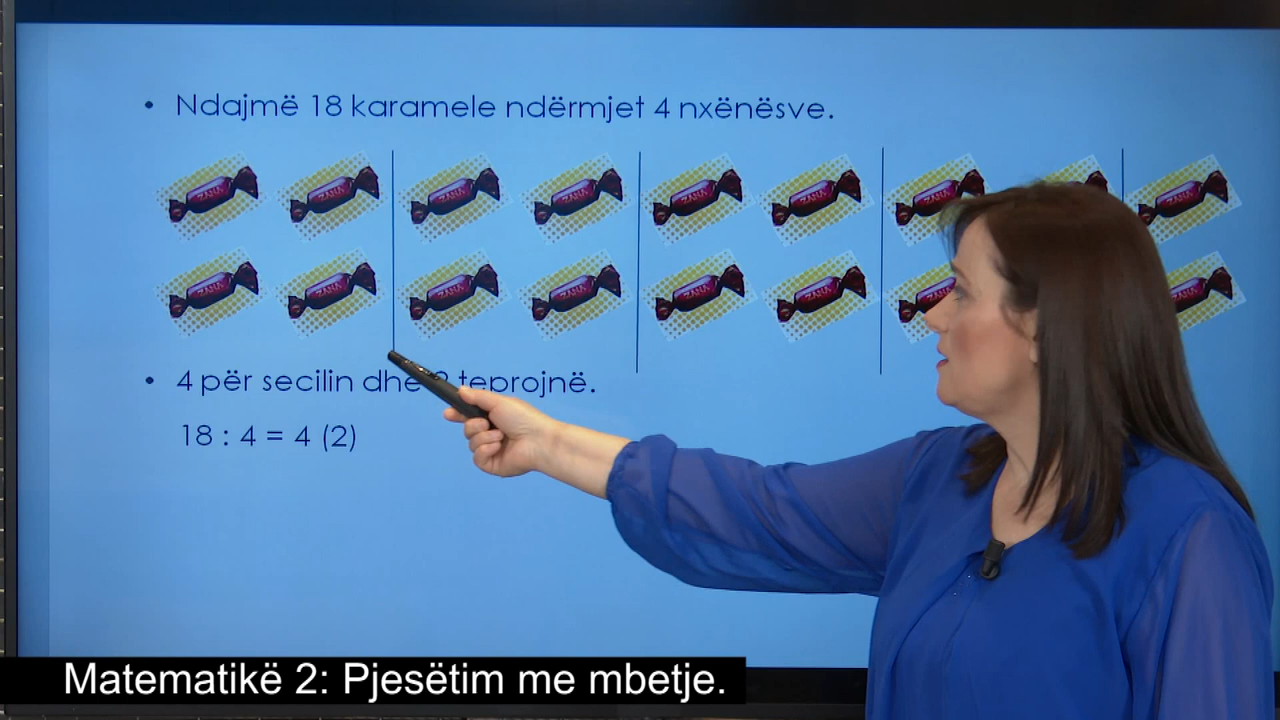 • Ndajmë 18 karamele ndërmjet 4 nxënësve.
• 4 për secilin dhe 2 teprojnë.
18 : 4 = 4 (2)
Matematikë 2: Pjesëtim me mbetje.